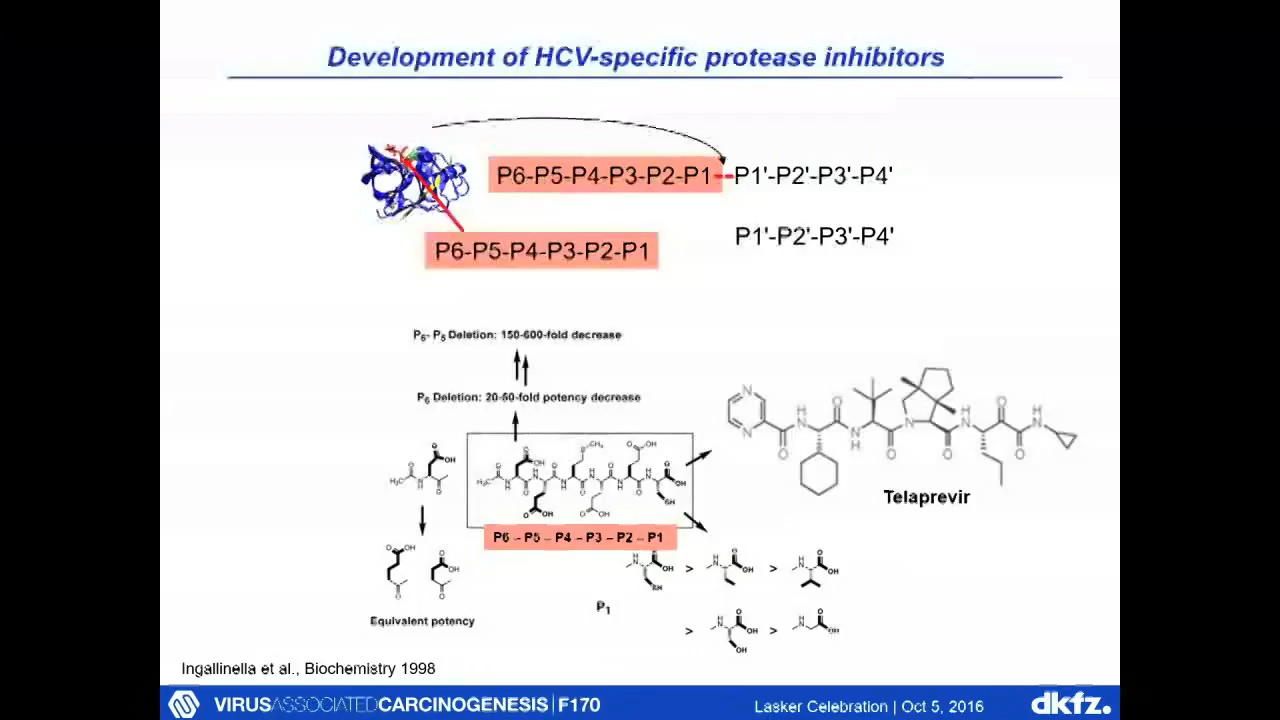 Development of HCV-specific protease inhibitors
P6-P5-P4-P3-P2-P1--P1'-P2'-P3'-P4'
P6-P5-P4-P3-P2-P1
P1'-P2'-P3'-P4'
P6- P5 Deletion: 150-600-fold decrease
P6 Deletion: 20-50-fold potency decrease
Telaprevir
P6 – P5 – P4 – P3 – P2 – P1
> >
P1
> >
Equivalent potency
Ingallinella et al., Biochemistry 1998
VIRUSASSOCIATEDCARCINOGENESIS | F170
Lasker Celebration | Oct 5, 2016
dkfz.